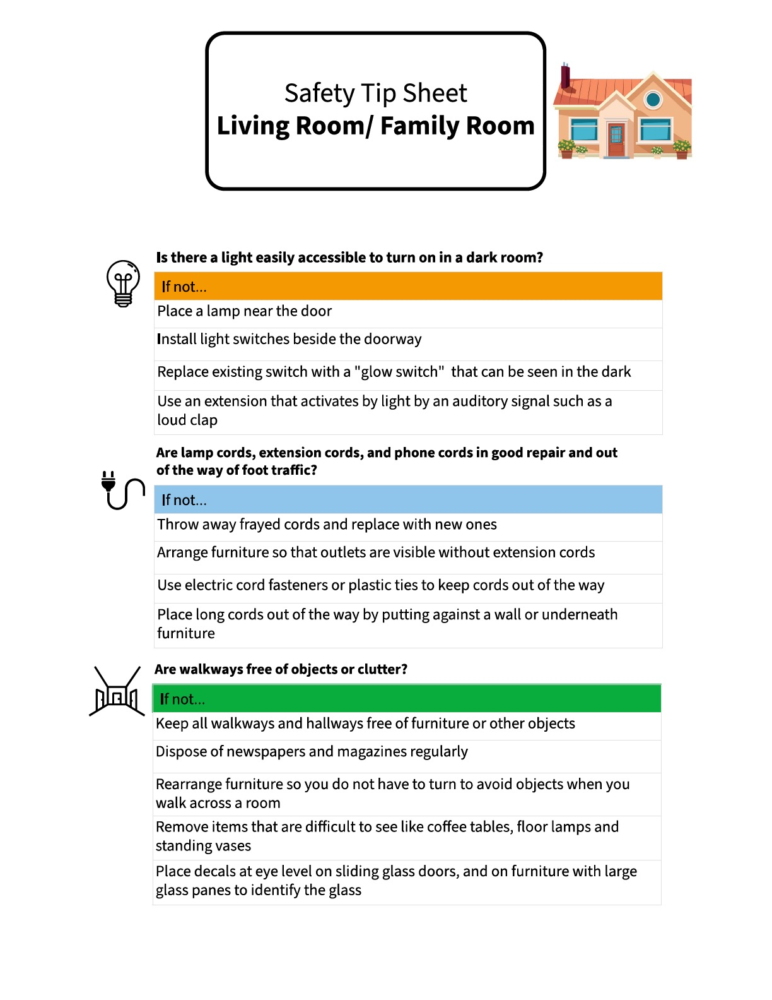 Safety Tip Sheet
Living Room/ Family Room
Is there a light easily accessible to turn on in a dark room?
If not...
Place a lamp near the door
Install light switches beside the doorway
Replace existing switch with a "glow switch"  that can be seen in the dark
Use an extension that activates by light by an auditory signal such as a
loud clap
Are lamp cords, extension cords, and phone cords in good repair and out
of the way of foot traffic?
If not...
Throw away frayed cords and replace with new ones
Arrange furniture so that outlets are visible without extension cords
Use electric cord fasteners or plastic ties to keep cords out of the way
Place long cords out of the way by putting against a wall or underneath
furniture
Are walkways free of objects or clutter?
If not...
Keep all walkways and hallways free of furniture or other objects
Dispose of newspapers and magazines regularly
Rearrange furniture so you do not have to turn to avoid objects when you
walk across a room
Remove items that are difficult to see like coffee tables, floor lamps and
standing vases
Place decals at eye level on sliding glass doors, and on furniture with large
glass panes to identify the glass